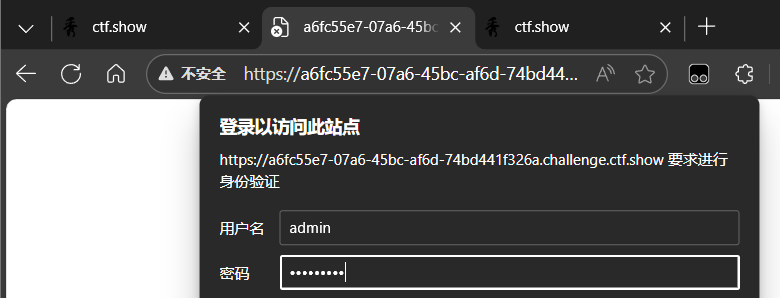 ctf.show
a6fc55e7-07a6-45bc
ctf.show
不安全 https://a6fc55e7-07a6-45bc-af6d-74bd44...
登录以访问此站点
https://a6fc55e7-07a6-45bc-af6d-74bd441f326a.challenge.ctf.show 要求进行
身份验证
用户名 admin
密码 •••••••••